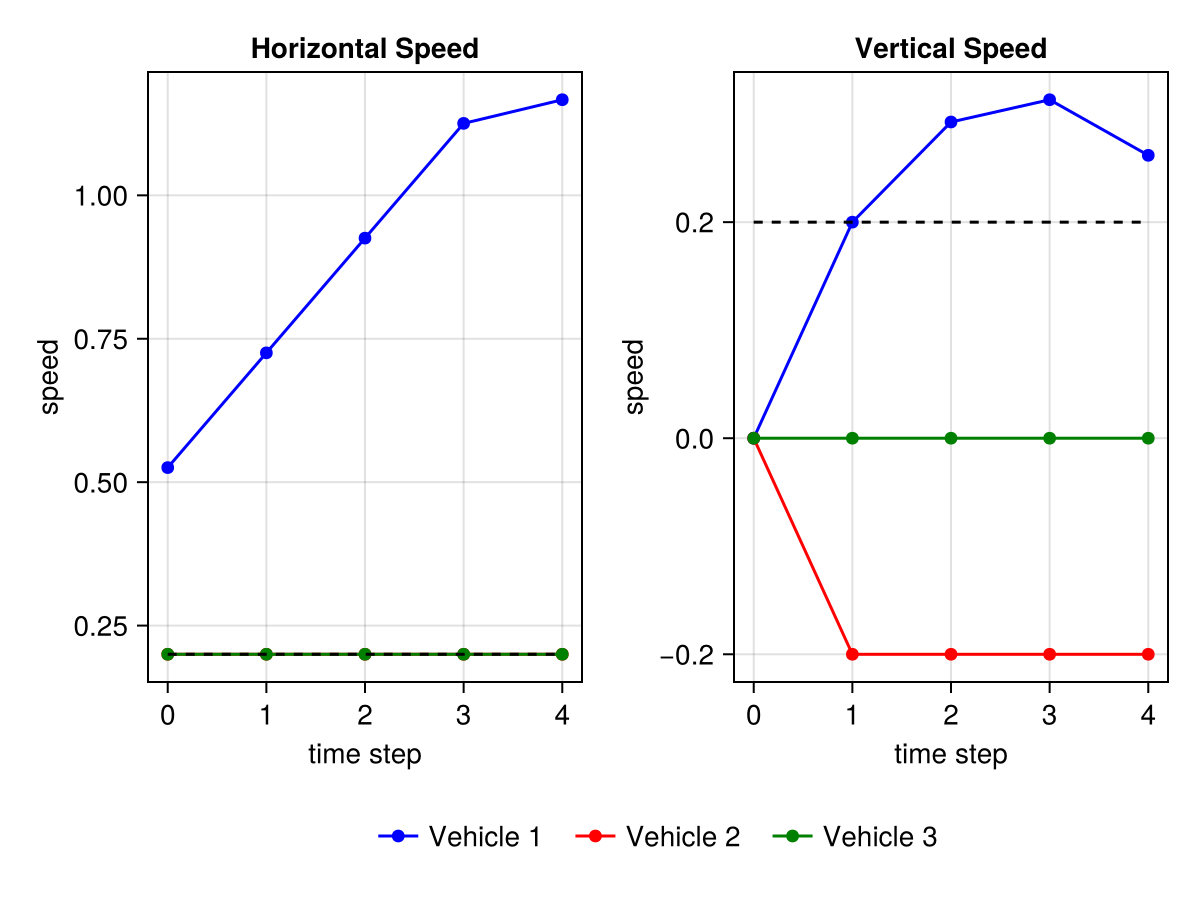 Horizontal Speed
speed
1.00
0.75
0.50
0.25
0 1 2 3 4
time step
Vertical Speed
speed
0.2
0.0
−0.2
0 1 2 3 4
time step
Vehicle 1 Vehicle 2 Vehicle 3